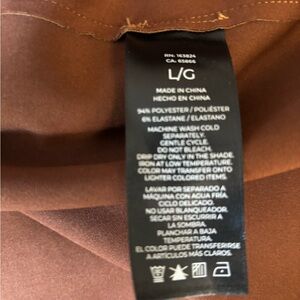 RN. 163824
CA. 65866
L/G
MADE IN CHINA
HECHO EN CHINA
94% POLYESTER / POLIÉSTER
6% ELASTANE / ELASTANO
MACHINE WASH COLD
SEPARATELY.
GENTLE CYCLE.
DO NOT BLEACH.
DRIP DRY ONLY IN THE SHADE.
IRON AT LOW TEMPERATURE.
COLOR MAY TRANSFER ONTO
LIGHTER COLORED ITEMS.
LAVAR POR SEPARADO A
MÁQUINA CON AGUA FRÍA
CICLO DELICADO.
NO USAR BLANQUEADOR.
SECAR SIN ESCURRIR A
LA SOMBRA.
PLANCHAR A BAJA
TEMPERATURA.
EL COLOR PUEDE TRANSFERIRSE
A ARTÍCULOS MÁS CLAROS.